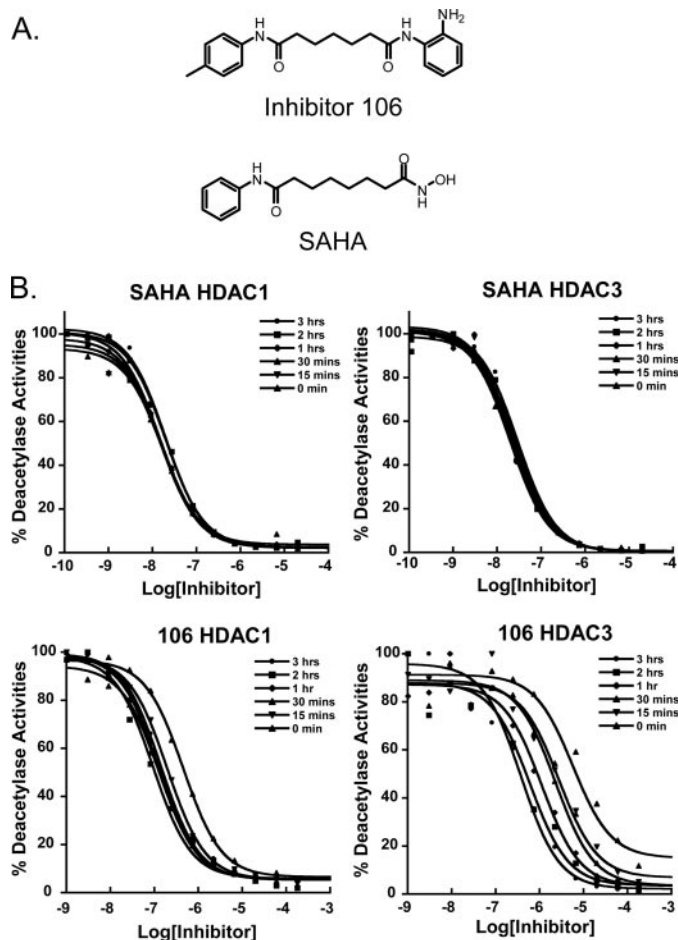 A.
H
N
O
O
H
N
NH₂
Inhibitor 106
H
N
O
O
N
H
OH
SAHA
B.
SAHA HDAC1
% Deacetylase Activities
100
80
60
40
20
0
3 hrs
2 hrs
1 hrs
30 mins
15 mins
0 min
-10 -9 -8 -7 -6 -5 -4
Log[Inhibitor]
SAHA HDAC3
% Deacetylase Activities
100
80
60
40
20
0
3 hrs
2 hrs
1 hrs
30 mins
15 mins
0 min
-10 -9 -8 -7 -6 -5 -4
Log[Inhibitor]
106 HDAC1
% Deacetylase Activities
100
80
60
40
20
0
3 hrs
2 hrs
1 hr
30 mins
15 mins
0 min
-9 -8 -7 -6 -5 -4 -3
Log[Inhibitor]
106 HDAC3
% Deacetylase Activities
100
80
60
40
20
0
3 hrs
2 hrs
1 hr
30 mins
15 mins
0 min
-9 -8 -7 -6 -5 -4 -3
Log[Inhibitor]